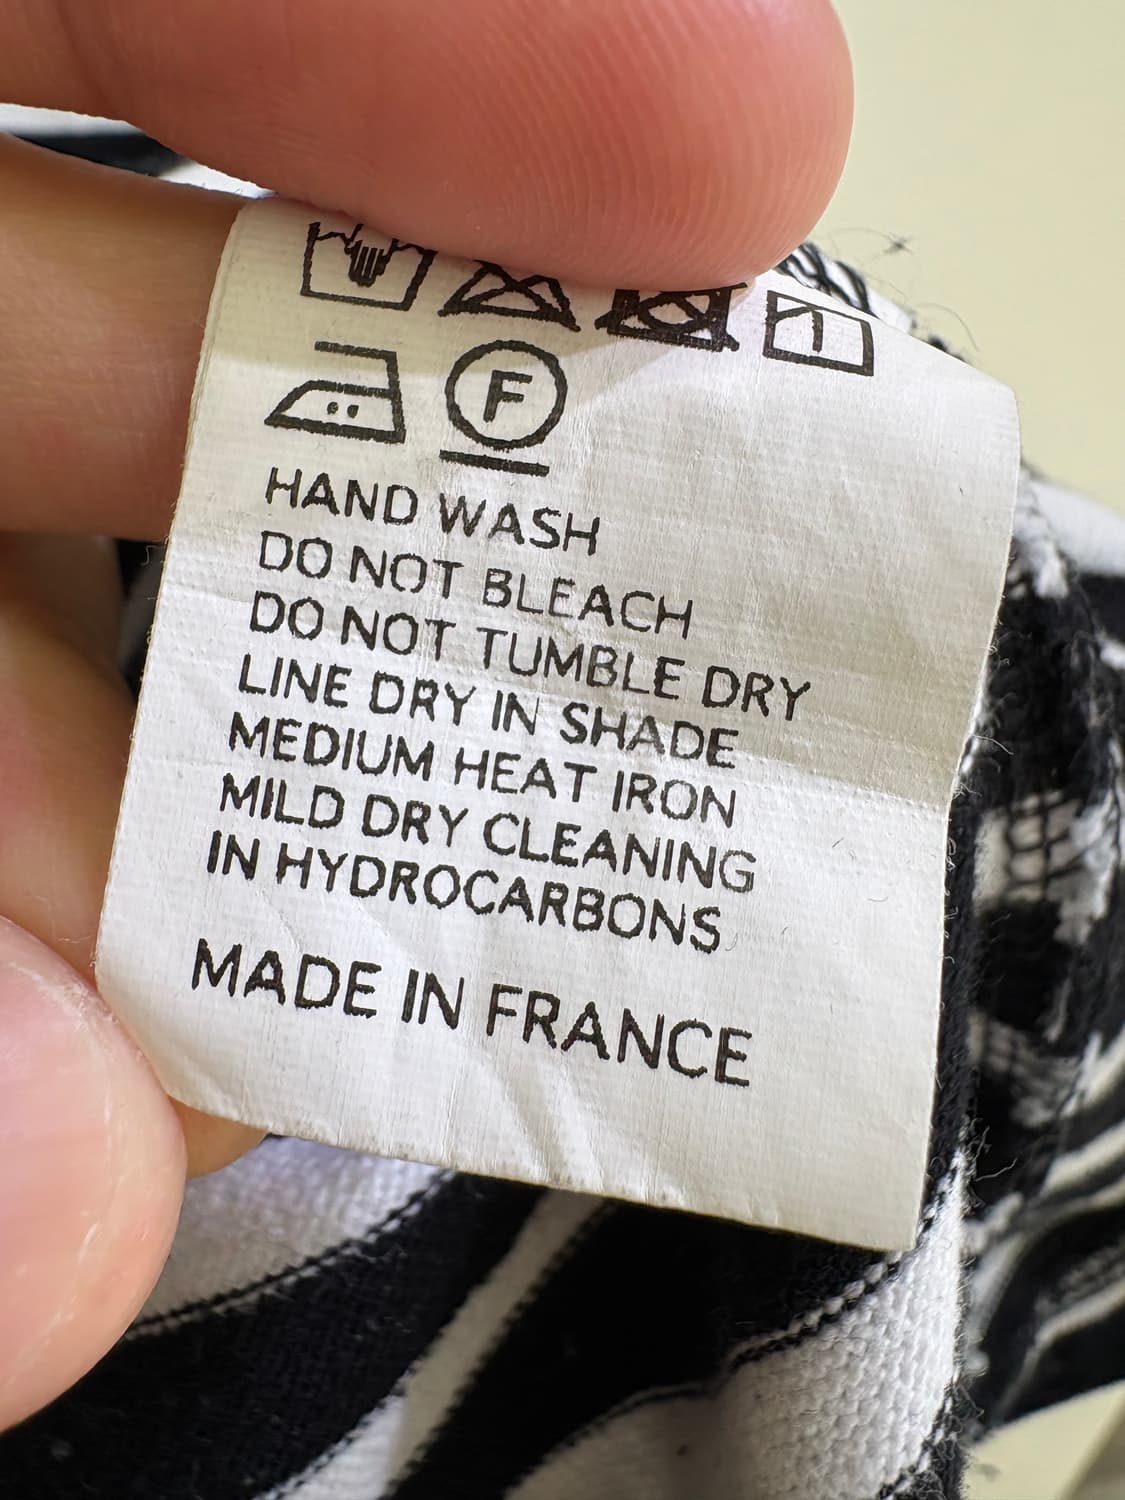 F
HAND WASH
DO NOT BLEACH
DO NOT TUMBLE DRY
LINE DRY IN SHADE
MEDIUM HEAT IRON
MILD DRY CLEANING
IN HYDROCARBONS
MADE IN FRANCE